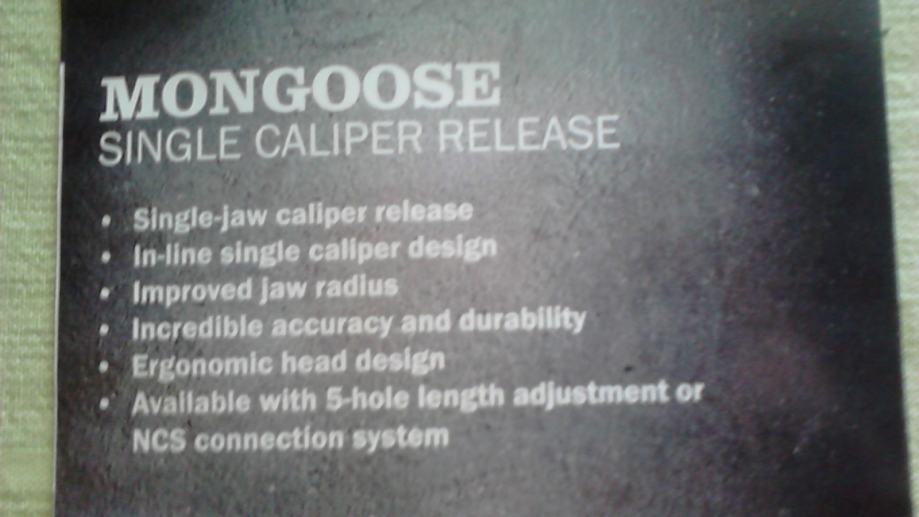 MONGOOSE
SINGLE CALIPER RELEASE
• Single-jaw caliper release
• In-line single caliper design
• Improved jaw radius
• Incredible accuracy and durability
• Ergonomic head design
• Available with 5-hole length adjustment or
NCS connection system